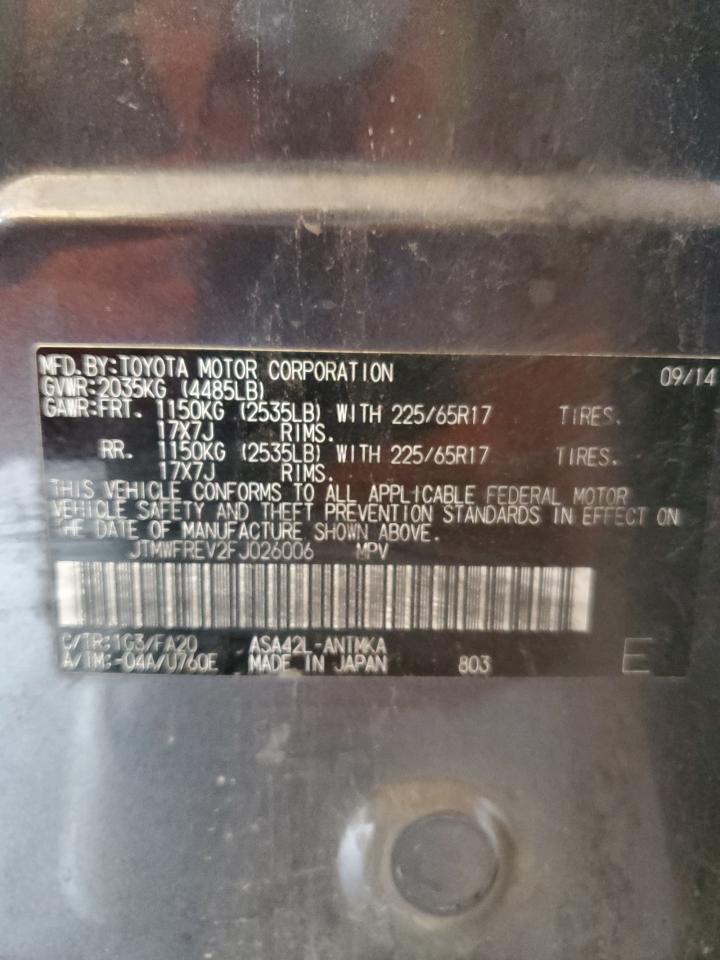 MFD.BY:TOYOTA MOTOR CORPORATION 09/14
GVWR:2035KG (4485LB)
GAWR:FRT. 1150KG (2535LB) WITH 225/65R17 TIRES.
17X7J RIMS.
RR. 1150KG (2535LB) WITH 225/65R17 TIRES.
17X7J RIMS.
THIS VEHICLE CONFORMS TO ALL APPLICABLE FEDERAL MOTOR
VEHICLE SAFETY AND THEFT PREVENTION STANDARDS IN EFFECT ON
THE DATE OF MANUFACTURE SHOWN ABOVE.
JTMWFREV2FJ026006 MPV
C/TR:1G3/FA20 ASA42L-ANTMKA
A/TM:-04A/U760E MADE IN JAPAN 803 E